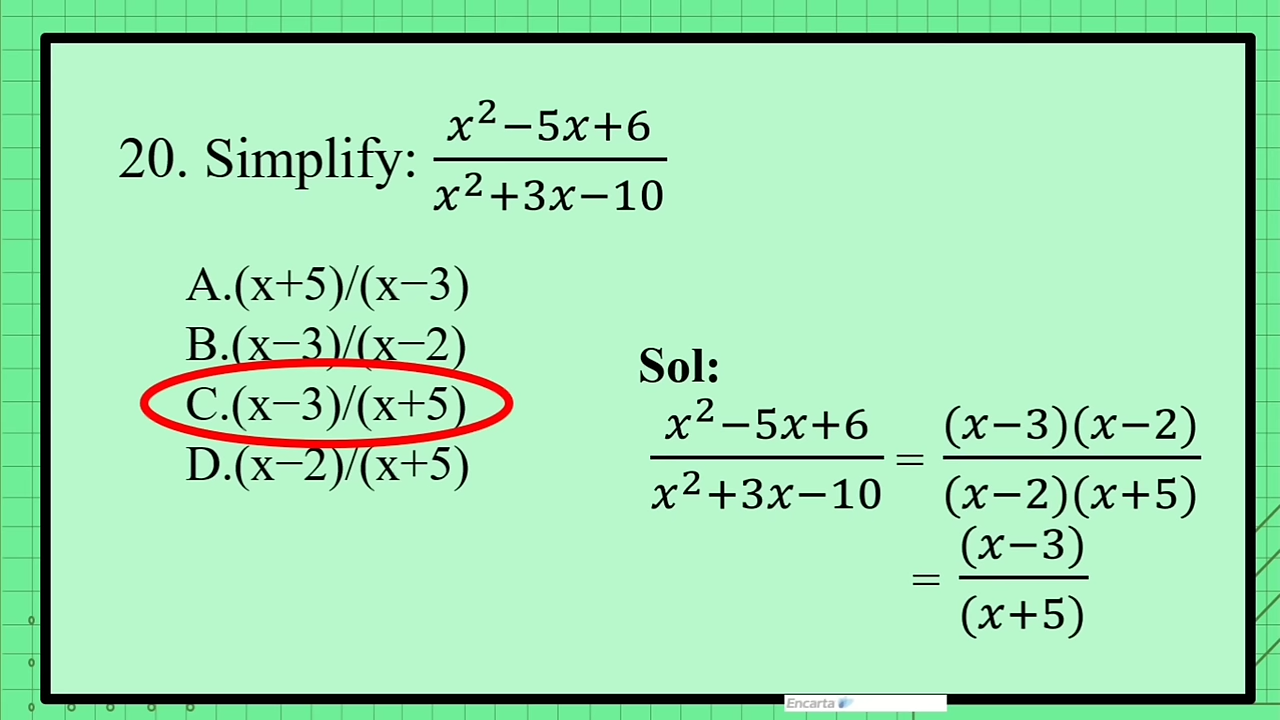 20. Simplify: x²−5x+6 / x²+3x−10
A.(x+5)/(x−3)
B.(x−3)/(x−2)
C.(x−3)/(x+5)
D.(x−2)/(x+5)
Sol:
x²−5x+6 / x²+3x−10 = (x−3)(x−2) / (x−2)(x+5)
= (x−3) / (x+5)
Encarta